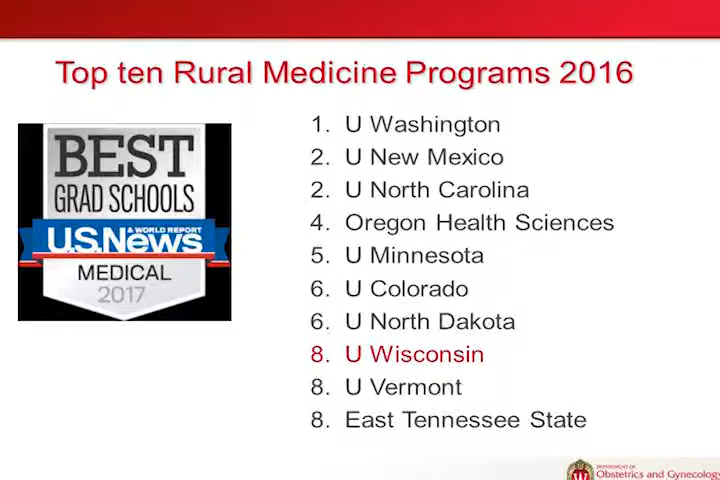 Top ten Rural Medicine Programs 2016
BEST
GRAD SCHOOLS
U.S.News
& WORLD REPORT
MEDICAL
2017
1. U Washington
2. U New Mexico
2. U North Carolina
4. Oregon Health Sciences
5. U Minnesota
6. U Colorado
6. U North Dakota
8. U Wisconsin
8. U Vermont
8. East Tennessee State
DEPARTMENT OF
Obstetrics and Gynecology